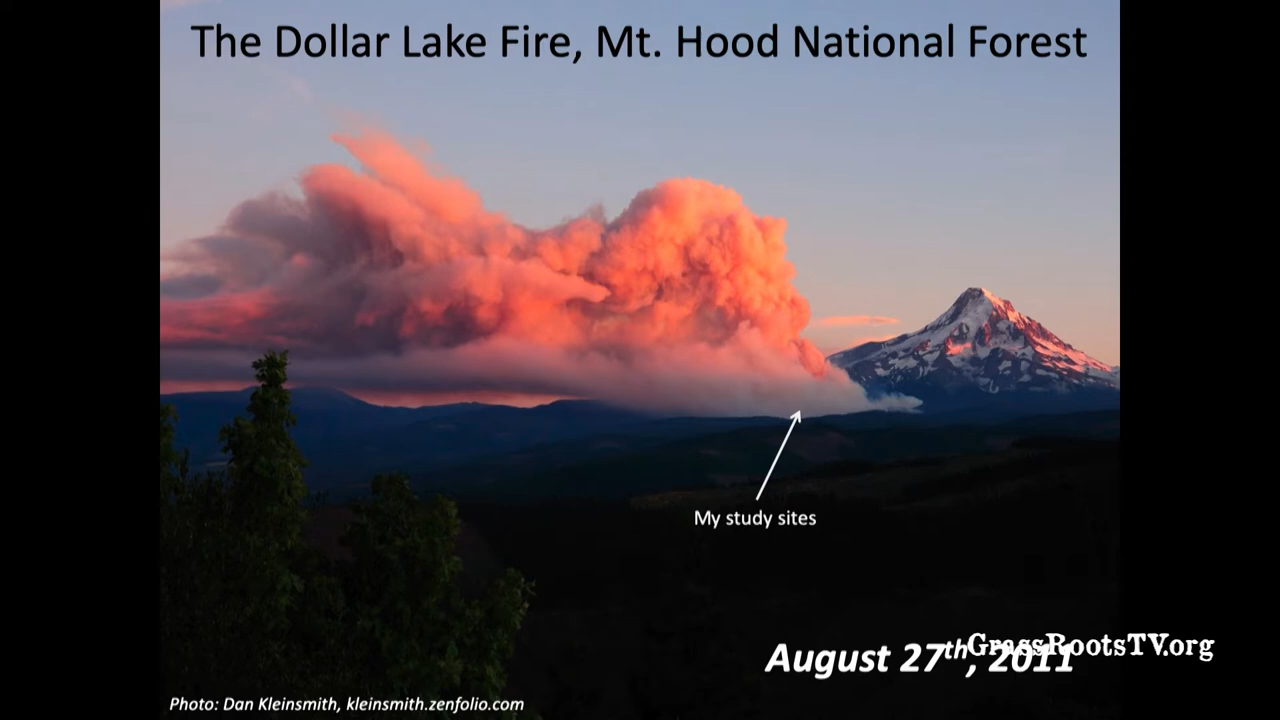 The Dollar Lake Fire, Mt. Hood National Forest
My study sites
August 27th, 2011
GrassRootsTV.org
Photo: Dan Kleinsmith, kleinsmith.zenfolio.com